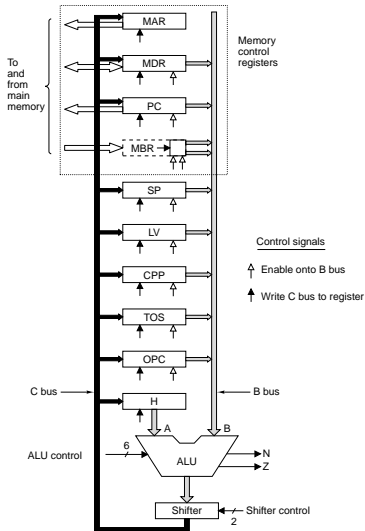 MAR
MDR
PC
MBR
SP
LV
CPP
TOS
OPC
H
To
and
from
main
memory
Memory
control
registers
Control signals
Enable onto B bus
Write C bus to register
C bus
B bus
A
B
6
ALU control
ALU
N
Z
Shifter
Shifter control
2